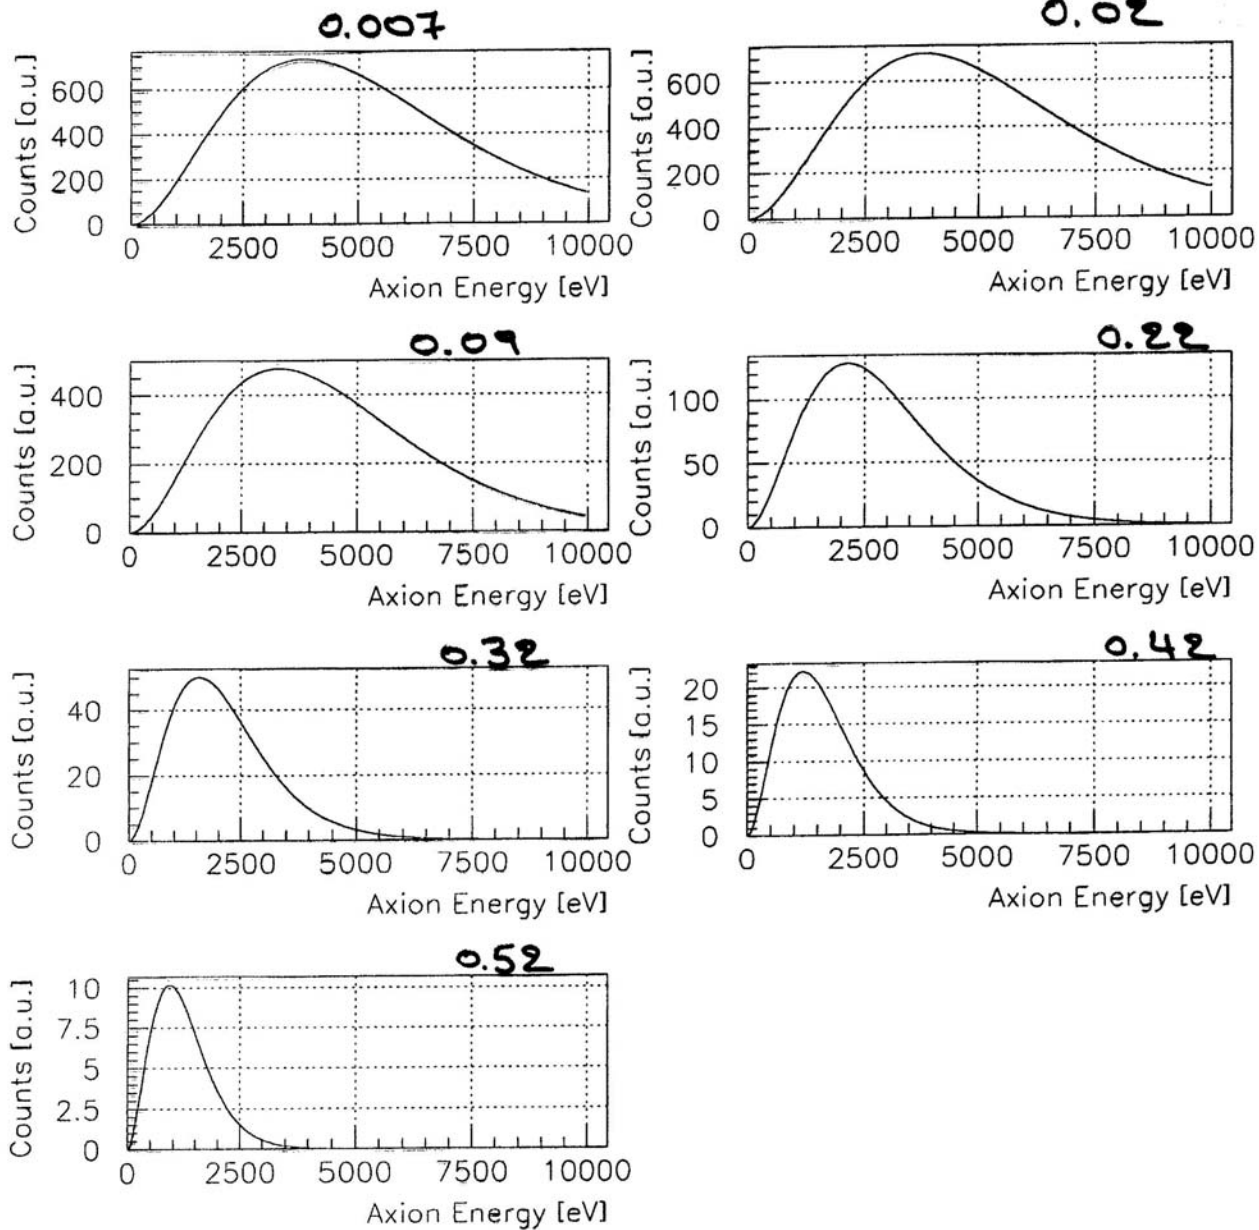 0.007
Counts [a.u.]
600
400
200
0
0 2500 5000 7500 10000
Axion Energy [eV]
0.02
Counts [a.u.]
600
400
200
0
0 2500 5000 7500 10000
Axion Energy [eV]
0.09
Counts [a.u.]
400
200
0
0 2500 5000 7500 10000
Axion Energy [eV]
0.22
Counts [a.u.]
100
50
0
0 2500 5000 7500 10000
Axion Energy [eV]
0.32
Counts [a.u.]
40
20
0
0 2500 5000 7500 10000
Axion Energy [eV]
0.42
Counts [a.u.]
20
15
10
5
0
0 2500 5000 7500 10000
Axion Energy [eV]
0.52
Counts [a.u.]
10
7.5
5
2.5
0
0 2500 5000 7500 10000
Axion Energy [eV]